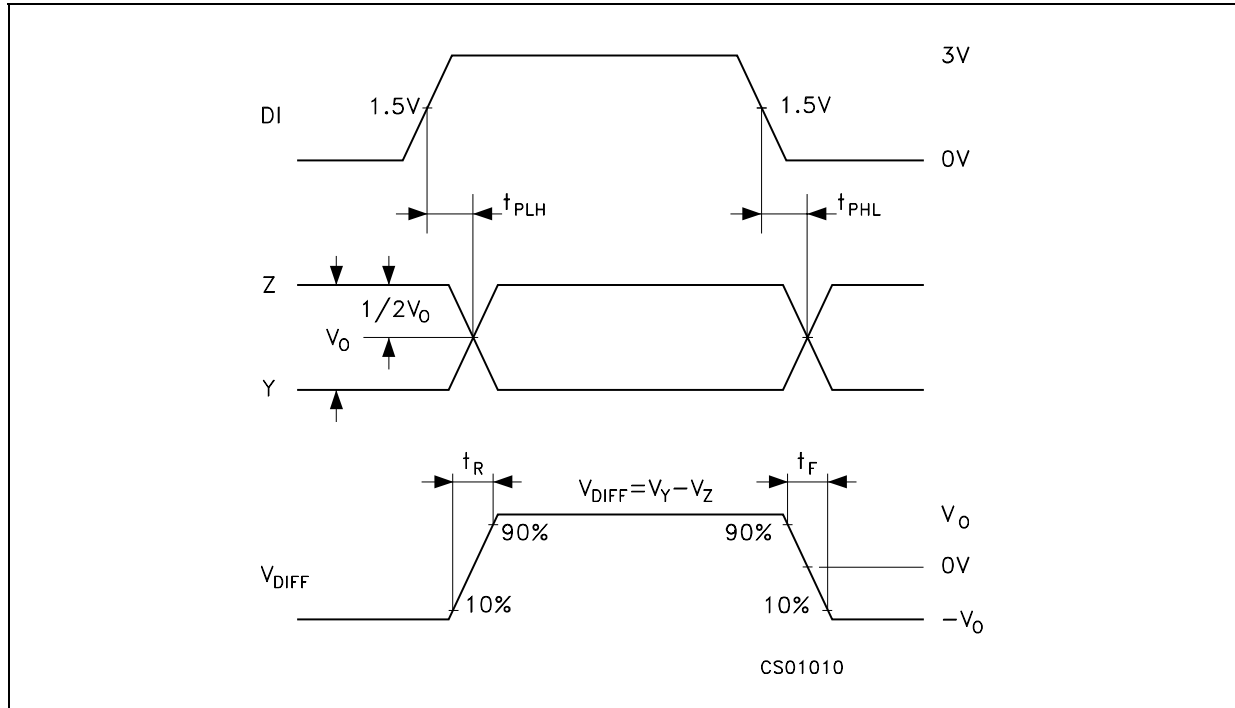 3V
1.5V
1.5V
DI
0V
tPLH
tPHL
Z
1/2VO
VO
Y
tR
tF
VDIFF=VY−VZ
VO
90%
90%
0V
VDIFF
10%
10%
−VO
CS01010